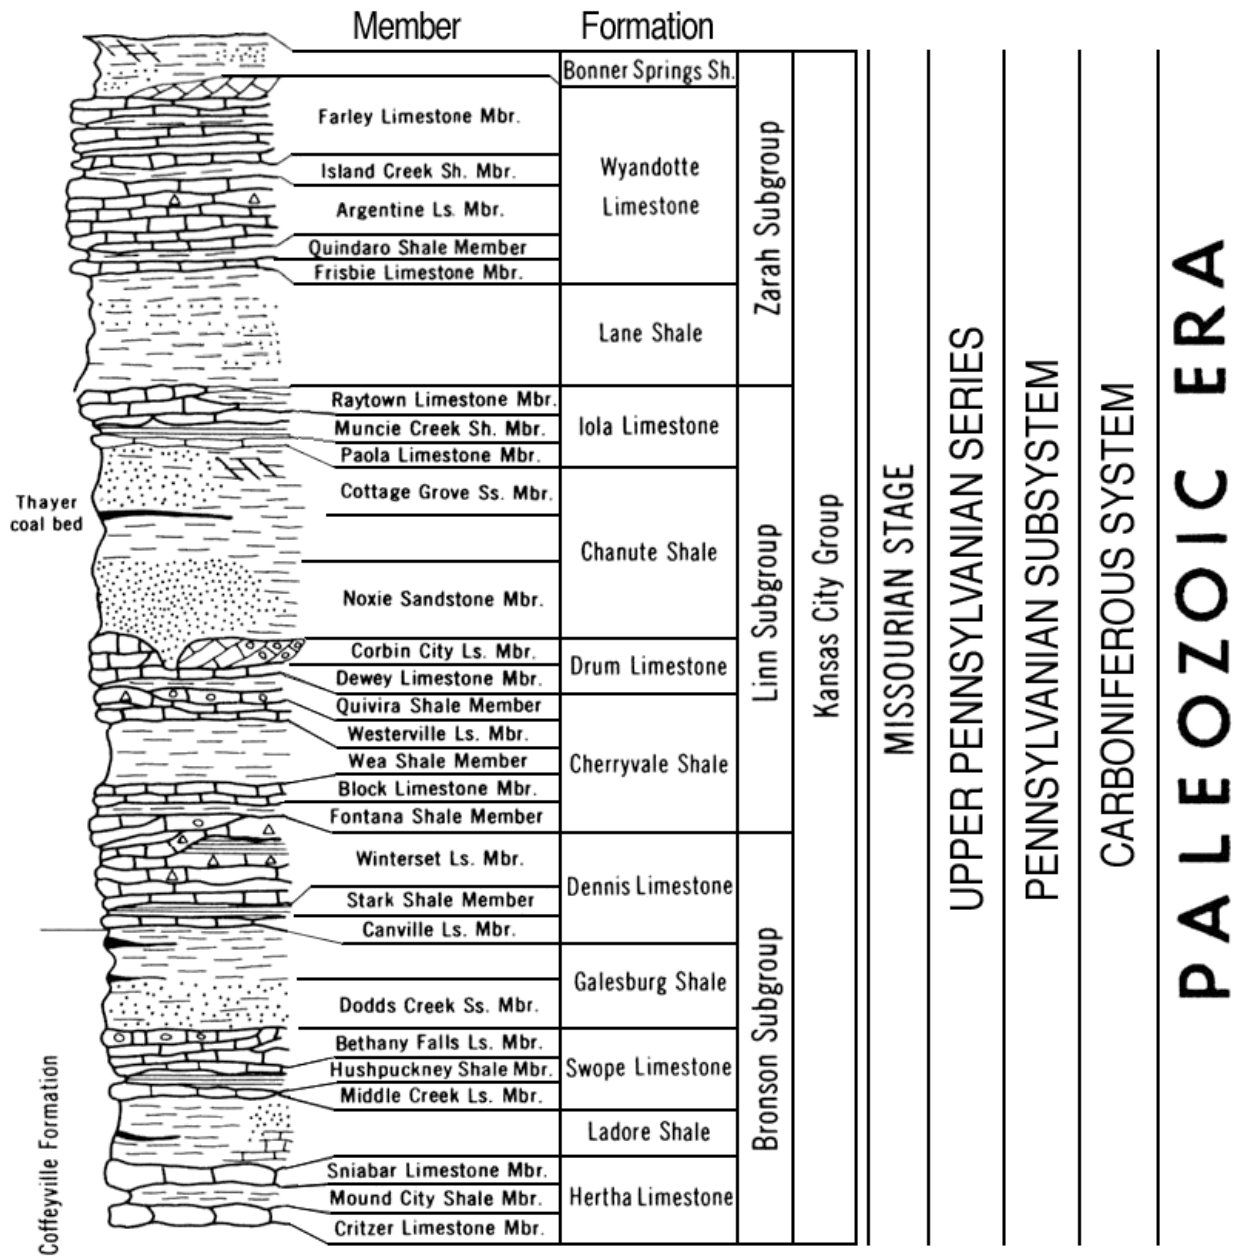 Member
Formation
Bonner Springs Sh.
Farley Limestone Mbr.
Island Creek Sh. Mbr.
Argentine Ls. Mbr.
Quindaro Shale Member
Frisbie Limestone Mbr.
Wyandotte
Limestone
Lane Shale
Zarah Subgroup
Raytown Limestone Mbr.
Muncie Creek Sh. Mbr.
Paola Limestone Mbr.
Iola Limestone
Thayer
coal bed
Cottage Grove Ss. Mbr.
Noxie Sandstone Mbr.
Chanute Shale
Corbin City Ls. Mbr.
Dewey Limestone Mbr.
Drum Limestone
Quivira Shale Member
Westerville Ls. Mbr.
Wea Shale Member
Block Limestone Mbr.
Fontana Shale Member
Cherryvale Shale
Linn Subgroup
Winterset Ls. Mbr.
Stark Shale Member
Canville Ls. Mbr.
Dennis Limestone
Dodds Creek Ss. Mbr.
Galesburg Shale
Bethany Falls Ls. Mbr.
Hushpuckney Shale Mbr.
Middle Creek Ls. Mbr.
Swope Limestone
Ladore Shale
Sniabar Limestone Mbr.
Mound City Shale Mbr.
Critzer Limestone Mbr.
Hertha Limestone
Bronson Subgroup
Coffeyville Formation
Kansas City Group
MISSOURIAN STAGE
UPPER PENNSYLVANIAN SERIES
PENNSYLVANIAN SUBSYSTEM
CARBONIFEROUS SYSTEM
PALEOZOIC ERA